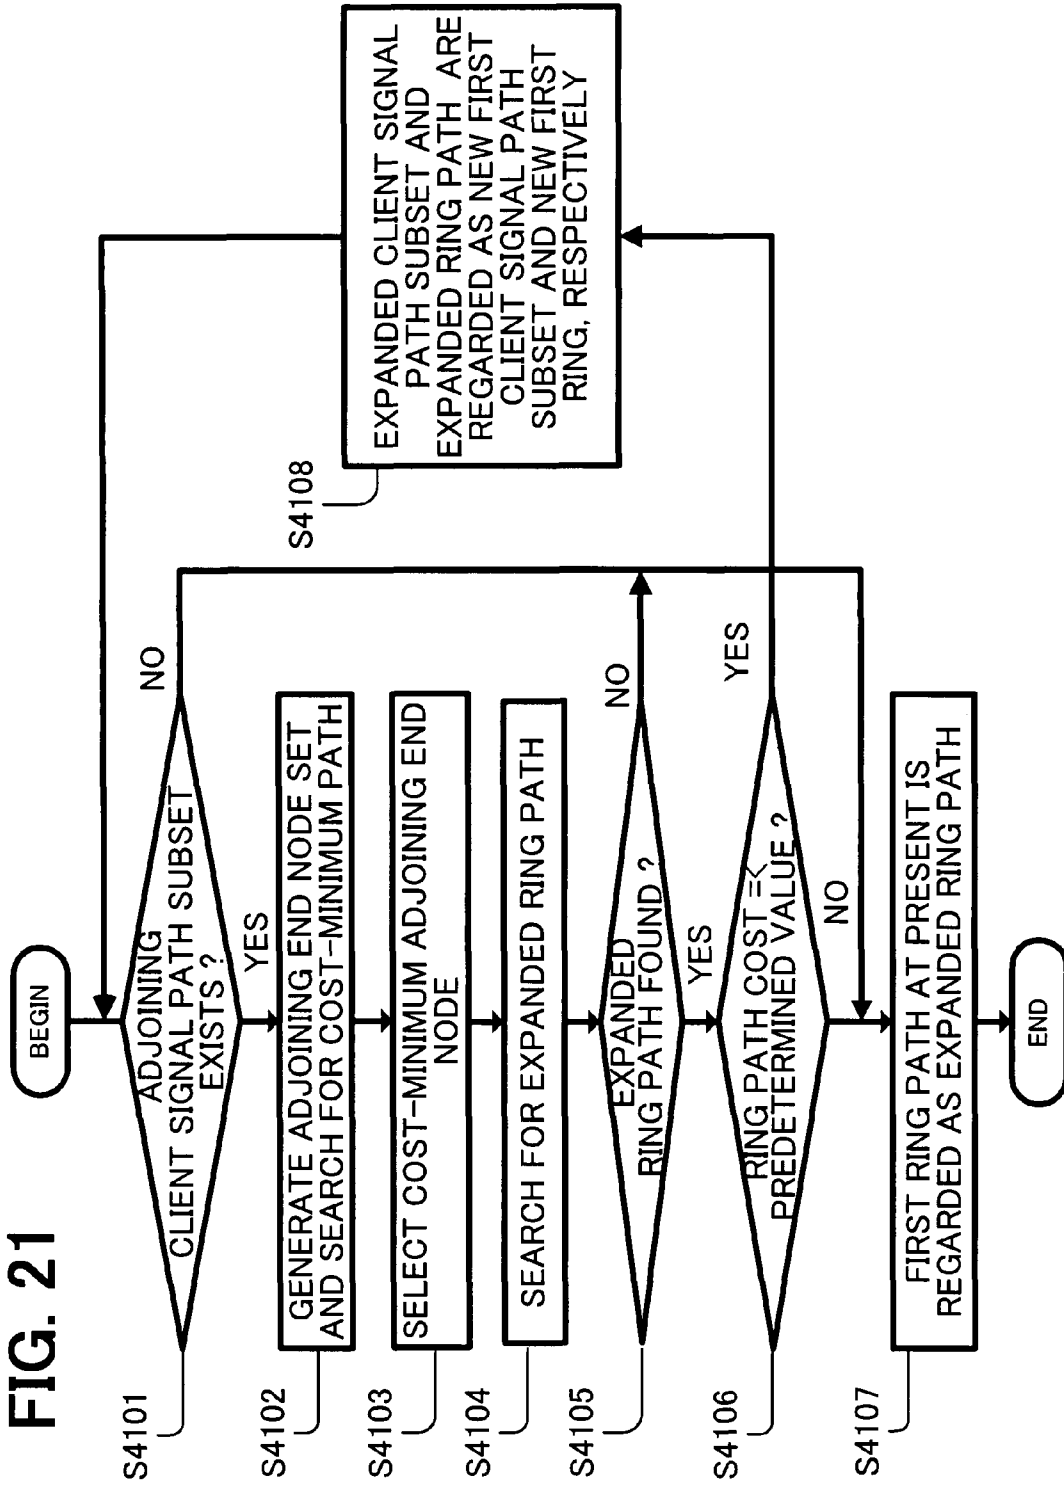 FIG. 21
BEGIN
S4101
ADJOINING
CLIENT SIGNAL PATH SUBSET
EXISTS ?
NO
YES
S4102
GENERATE ADJOINING END NODE SET
AND SEARCH FOR COST-MINIMUM PATH
S4103
SELECT COST-MINIMUM ADJOINING END
NODE
S4104
SEARCH FOR EXPANDED RING PATH
S4105
EXPANDED
RING PATH FOUND ?
NO
YES
S4106
RING PATH COST =<
PREDETERMINED VALUE ?
YES
NO
S4107
FIRST RING PATH AT PRESENT IS
REGARDED AS EXPANDED RING PATH
END
S4108
EXPANDED CLIENT SIGNAL
PATH SUBSET AND
EXPANDED RING PATH ARE
REGARDED AS NEW FIRST
CLIENT SIGNAL PATH
SUBSET AND NEW FIRST
RING, RESPECTIVELY